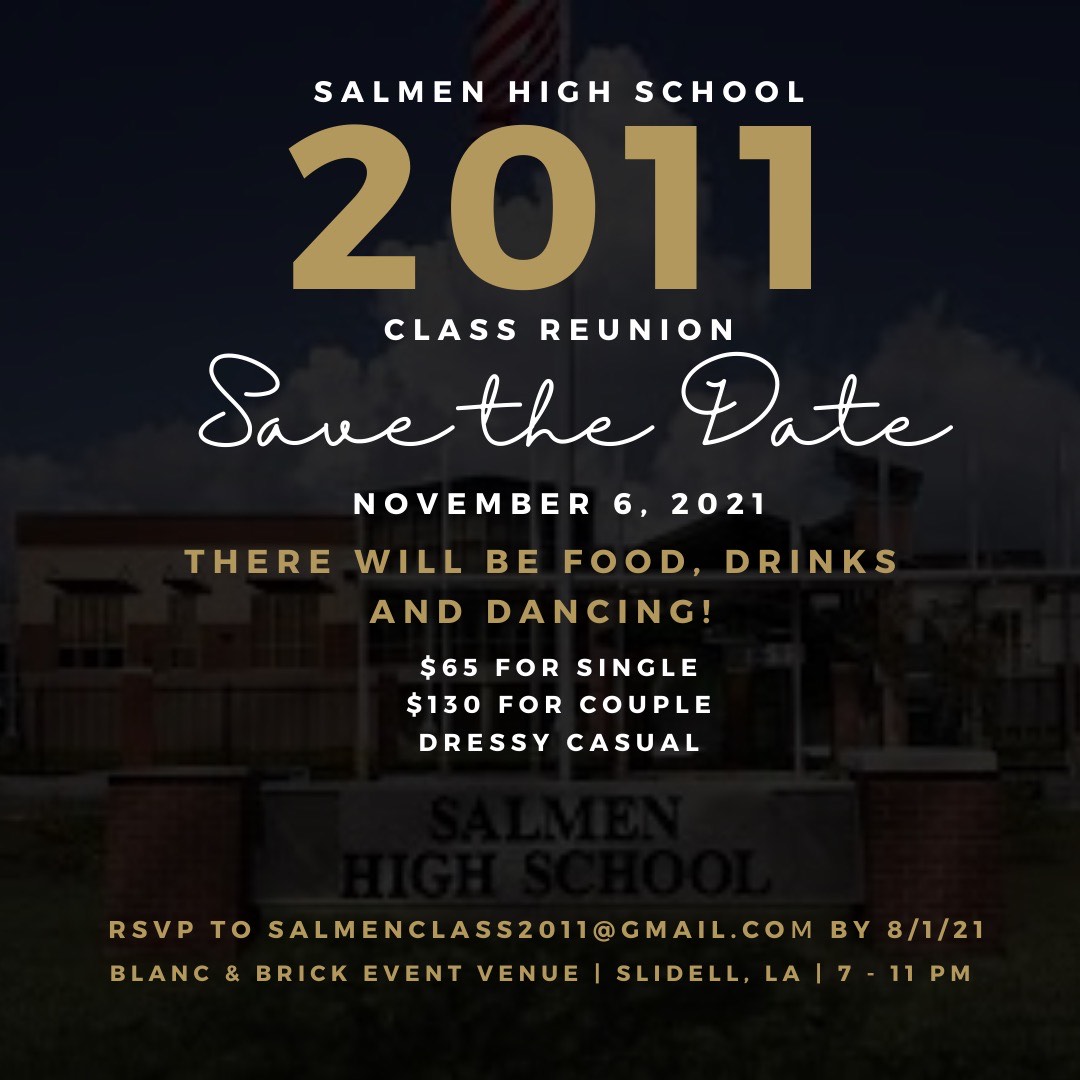 SALMEN HIGH SCHOOL
2011
CLASS REUNION
Save the Date
NOVEMBER 6, 2021
THERE WILL BE FOOD, DRINKS
AND DANCING!
$65 FOR SINGLE
$130 FOR COUPLE
DRESSY CASUAL
SALMEN
HIGH SCHOOL
RSVP TO SALMENCLASS2011@GMAIL.COM BY 8/1/21
BLANC & BRICK EVENT VENUE | SLIDELL, LA | 7 - 11 PM